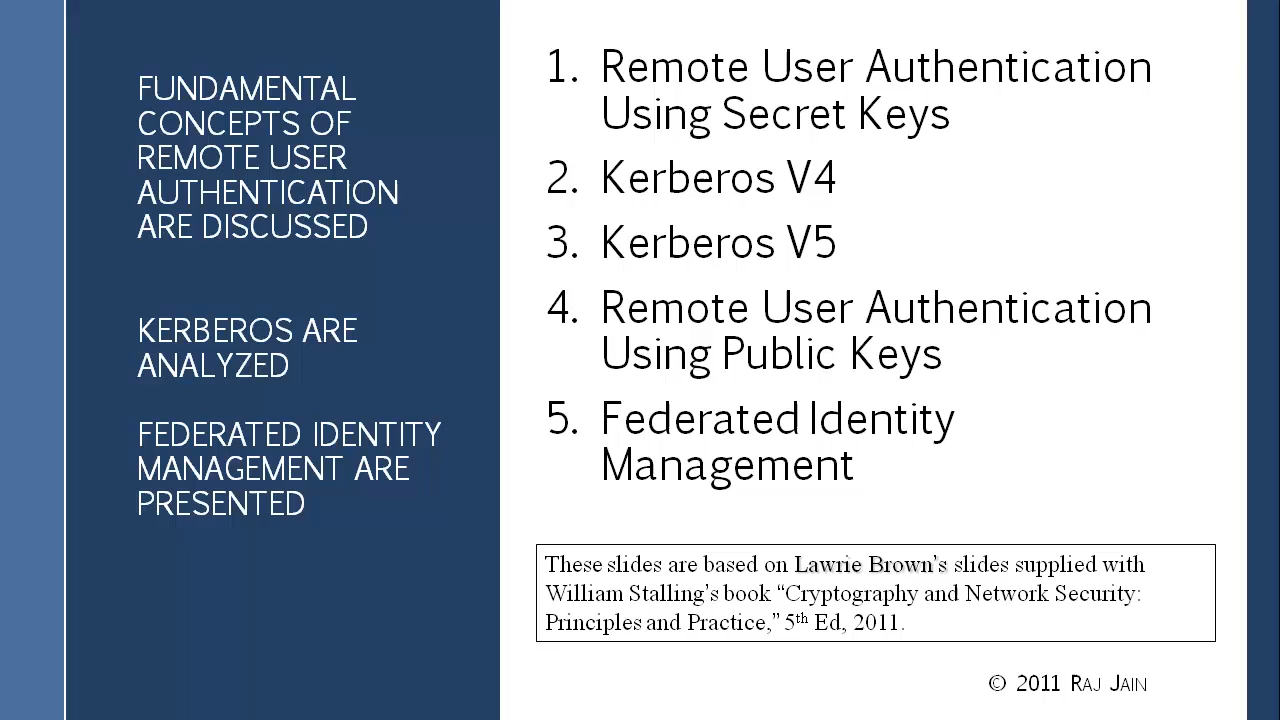 FUNDAMENTAL
CONCEPTS OF
REMOTE USER
AUTHENTICATION
ARE DISCUSSED
KERBEROS ARE
ANALYZED
FEDERATED IDENTITY
MANAGEMENT ARE
PRESENTED
1. Remote User Authentication
Using Secret Keys
2. Kerberos V4
3. Kerberos V5
4. Remote User Authentication
Using Public Keys
5. Federated Identity
Management
These slides are based on Lawrie Brown's slides supplied with
William Stalling's book “Cryptography and Network Security:
Principles and Practice,” 5th Ed, 2011.
© 2011 RAJ JAIN